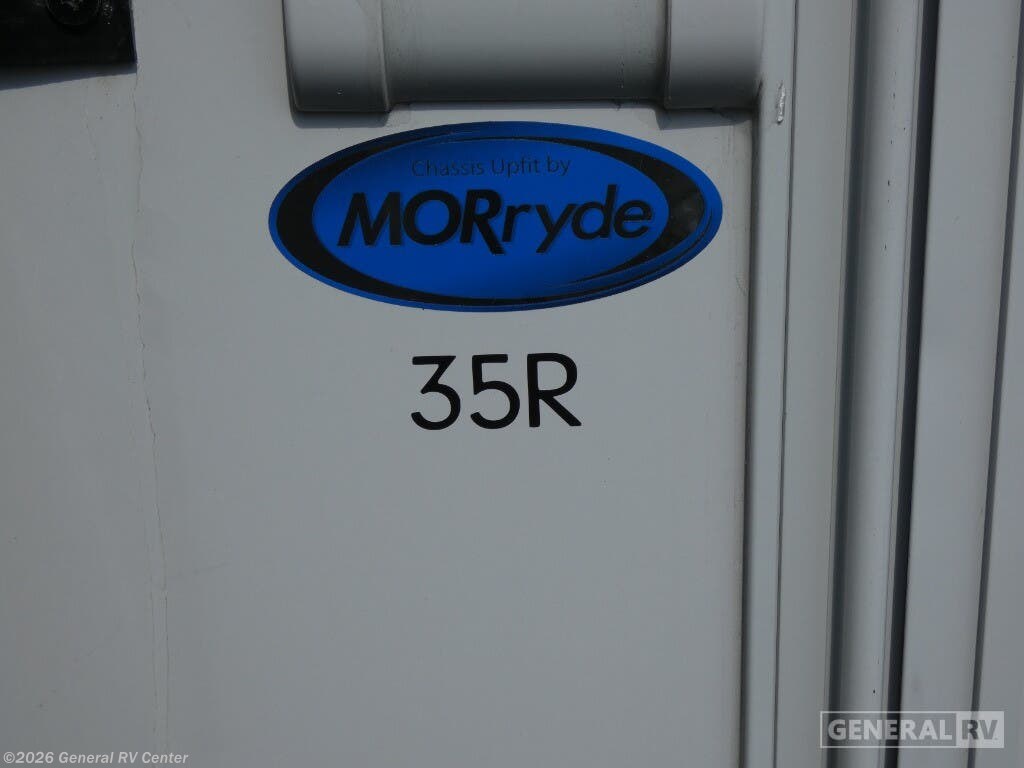 Chassis Upfit by
MORryde
35R
GENERAL RV
©2026 General RV Center